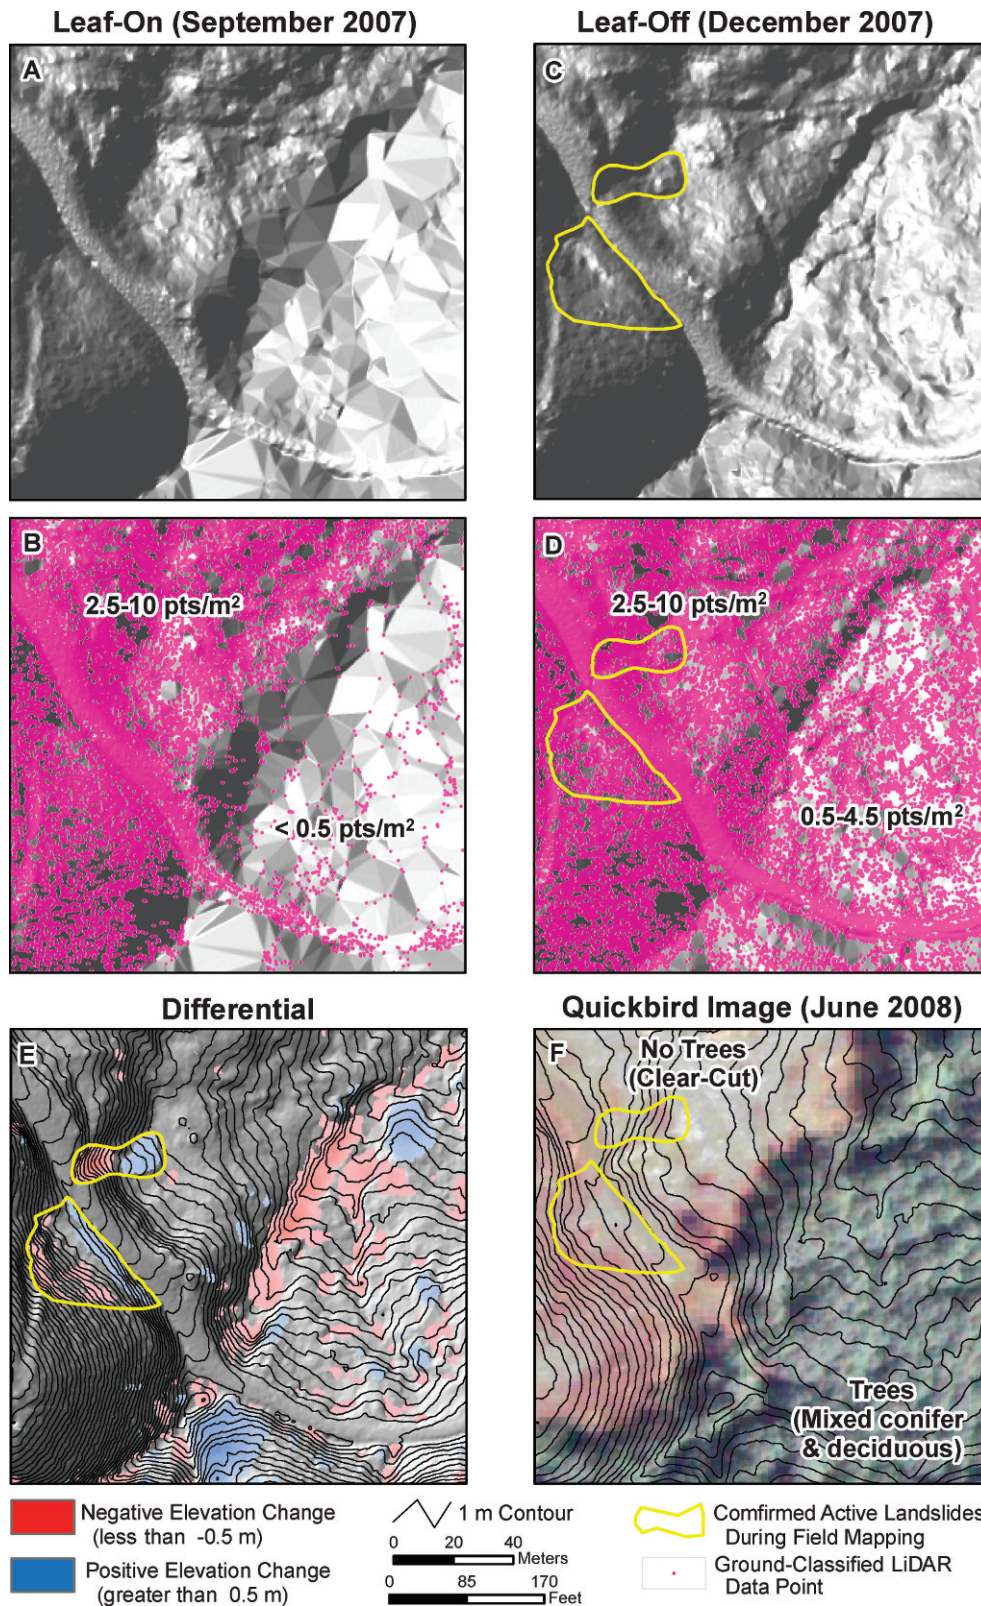 Leaf-On (September 2007)
Leaf-Off (December 2007)
A
C
B
2.5-10 pts/m²
< 0.5 pts/m²
D
2.5-10 pts/m²
0.5-4.5 pts/m²
Differential
Quickbird Image (June 2008)
E
F
No Trees
(Clear-Cut)
Trees
(Mixed conifer
& deciduous)
Negative Elevation Change
(less than -0.5 m)
Positive Elevation Change
(greater than 0.5 m)
1 m Contour
0 20 40
Meters
0 85 170
Feet
Comfirmed Active Landslides
During Field Mapping
Ground-Classified LiDAR
Data Point